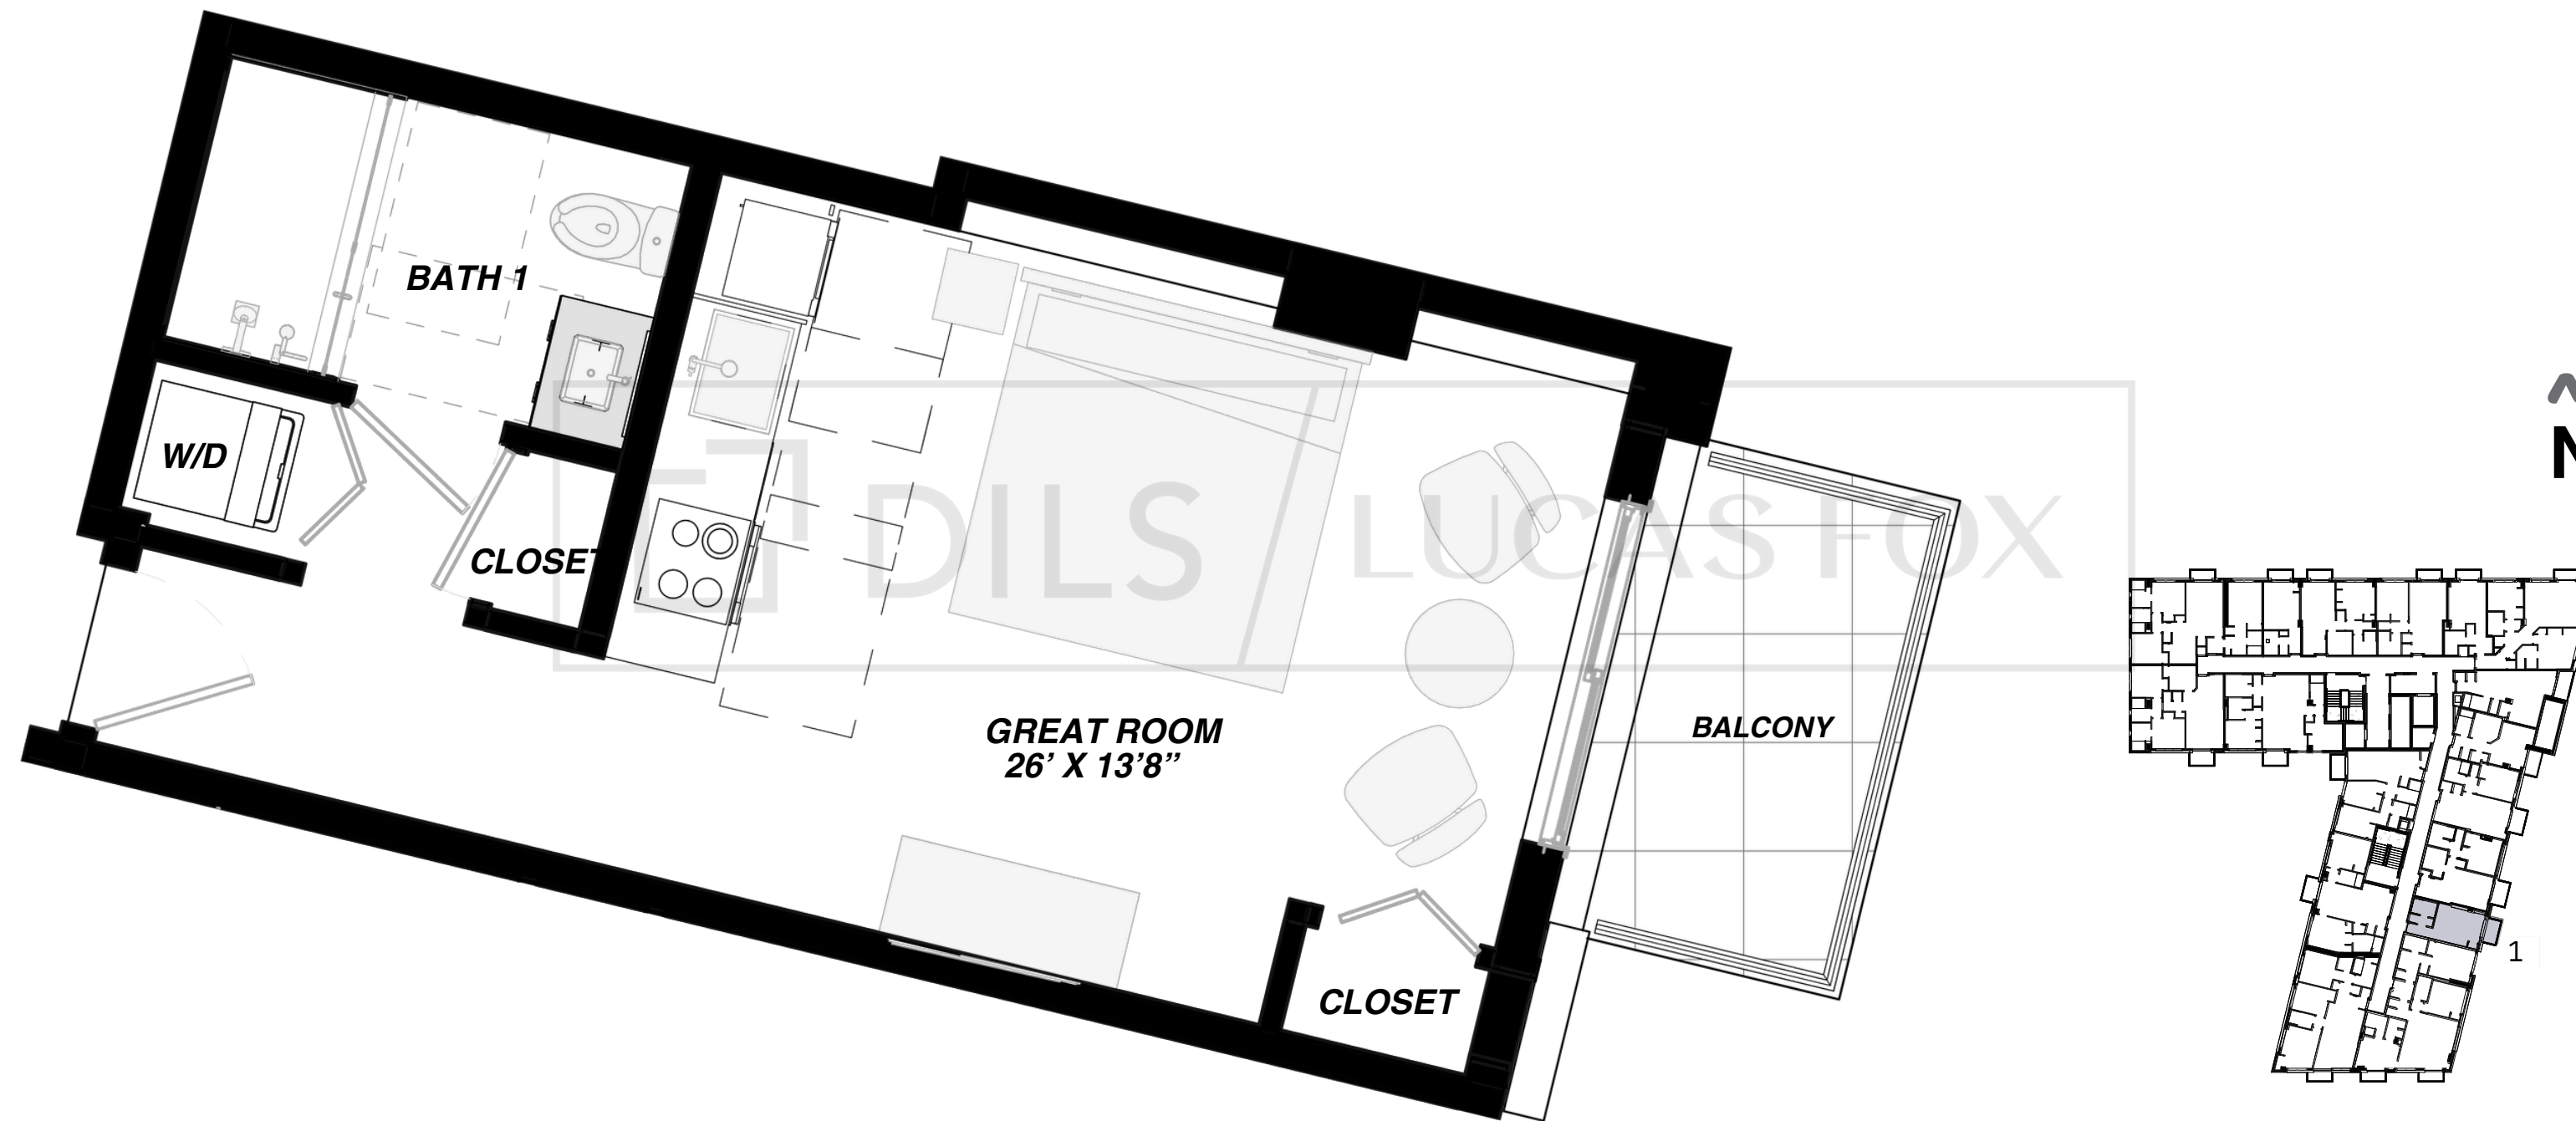 BATH 1
W/D
CLOSET
DILS
LUCAS FOX
GREAT ROOM
26’ X 13’8”
BALCONY
CLOSET
N
1